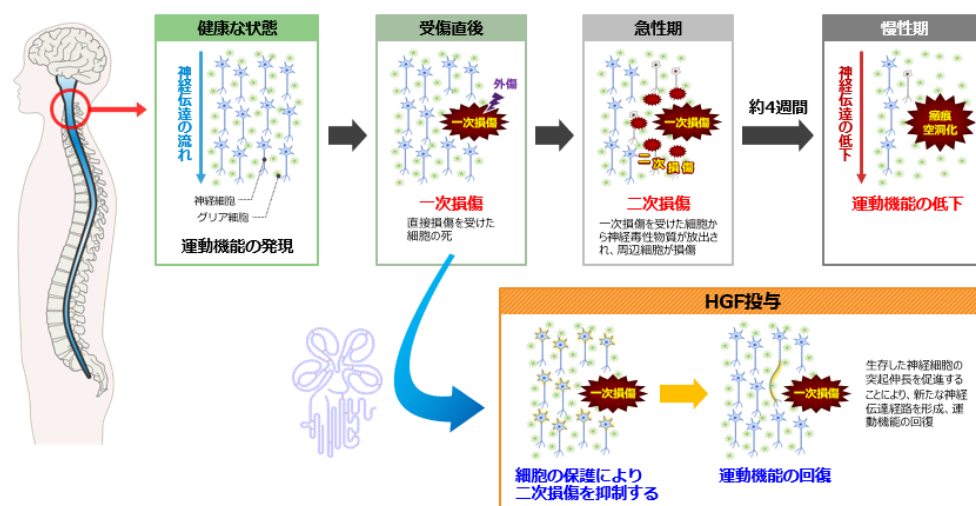 健康な状態
神経伝達の流れ
神経細胞
グリア細胞
運動機能の発現
受傷直後
外傷
一次損傷
一次損傷
直接損傷を受けた
細胞の死
急性期
一次損傷
二次損傷
二次損傷
一次損傷を受けた細胞か
ら神経毒性物質が放出さ
れ、周辺細胞が損傷
約4週間
慢性期
神経伝達の低下
瘢痕
空洞化
運動機能の低下
HGF投与
一次損傷
細胞の保護により
二次損傷を抑制する
一次損傷
運動機能の回復
生存した神経細胞の
突起伸長を促進する
ことにより、新たな神経
伝達経路を形成、運
動機能の回復